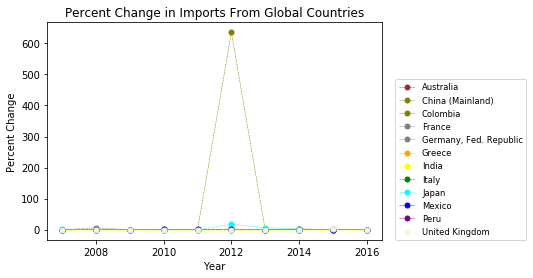 Percent Change in Imports From Global Countries
Percent Change
600
500
400
300
200
100
0
2008
2010
2012
2014
2016
Year
Australia
China (Mainland)
Colombia
France
Germany, Fed. Republic
Greece
India
Italy
Japan
Mexico
Peru
United Kingdom